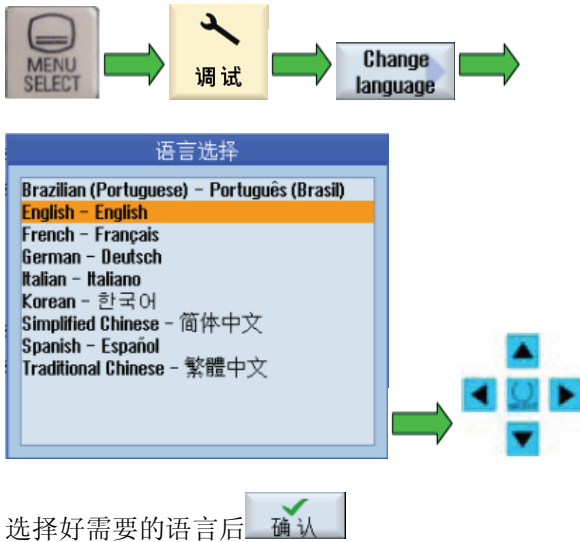 MENU
SELECT
调试
Change
language
语言选择
Brazilian (Portuguese) - Português (Brasil)
English - English
French - Français
German - Deutsch
Italian - Italiano
Korean - 한국어
Simplified Chinese - 简体中文
Spanish - Español
Traditional Chinese - 繁體中文
选择好需要的语言后 确认